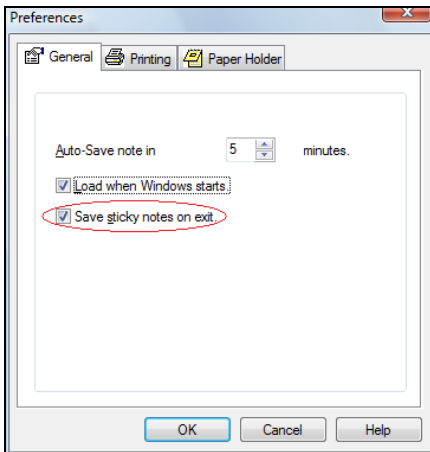 Preferences
General Printing Paper Holder
Auto-Save note in 5 minutes.
Load when Windows starts.
Save sticky notes on exit.
OK Cancel Help